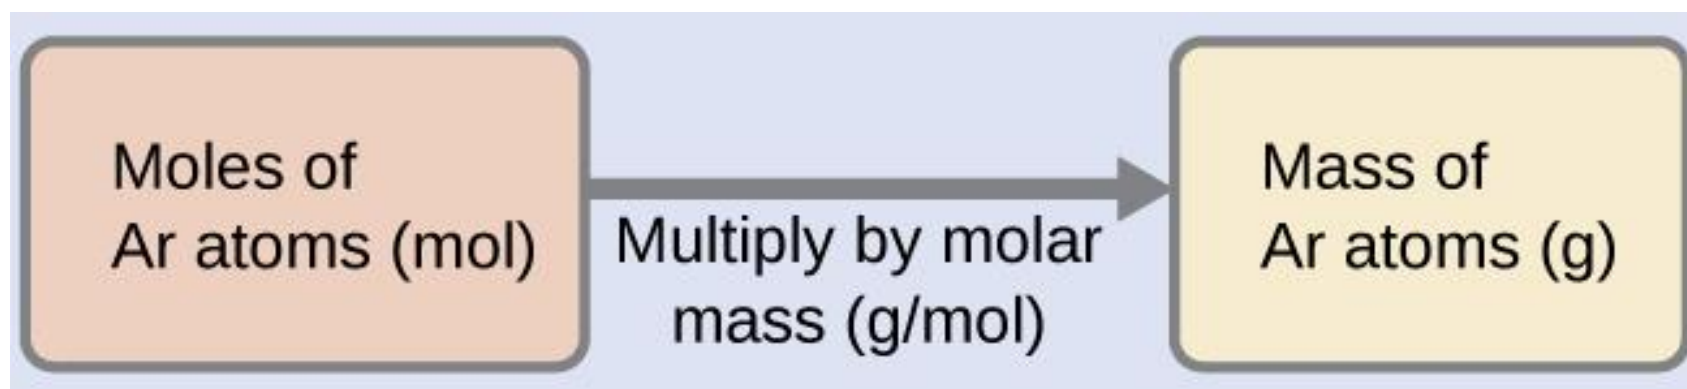 Moles of
Ar atoms (mol)
Multiply by molar
mass (g/mol)
Mass of
Ar atoms (g)